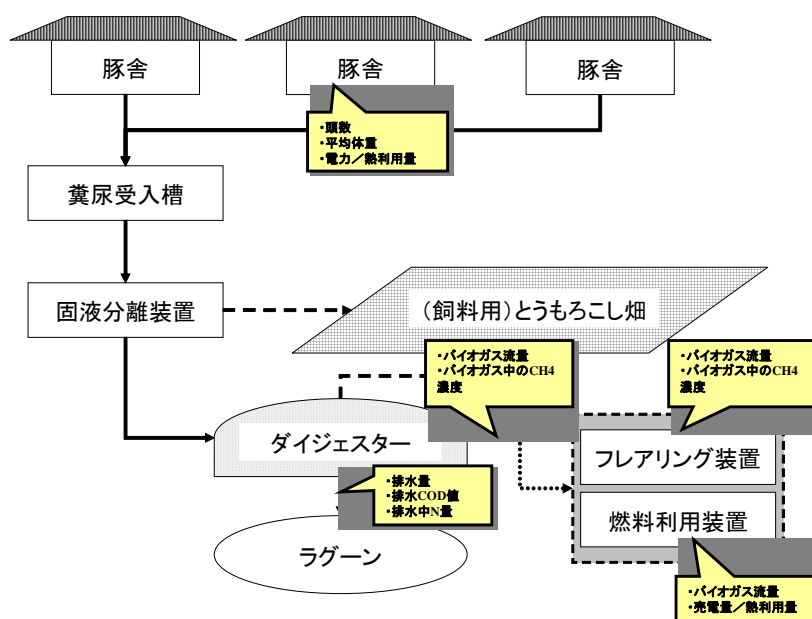 豚舎
豚舎
豚舎
・頭数
・平均体重
・電力／熱利用量
糞尿受入槽
固液分離装置
（飼料用）とうもろこし畑
・バイオガス流量
・バイオガス中のCH4
濃度
・バイオガス流量
・バイオガス中のCH4
濃度
ダイジェスター
フレアリング装置
・排水量
・排水COD値
・排水中N量
燃料利用装置
ラグーン
・バイオガス流量
・売電量／熱利用量